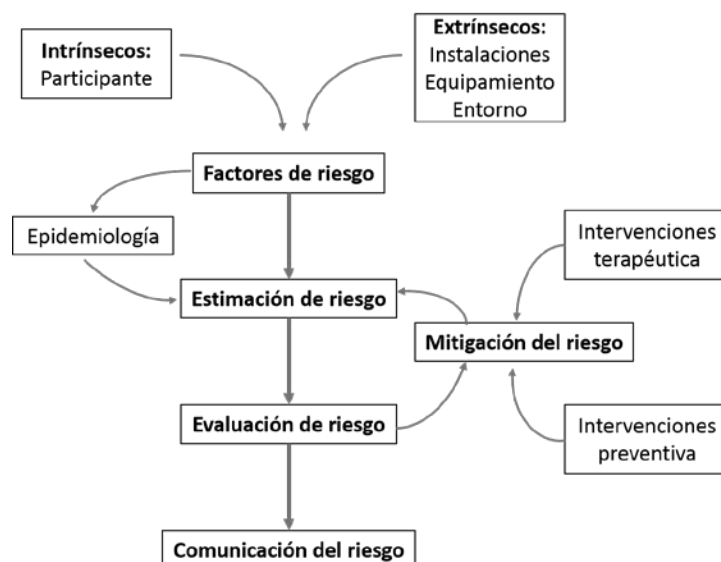 Intrínsecos:
Participante
Extrínsecos:
Instalaciones
Equipamiento
Entorno
Factores de riesgo
Epidemiología
Intervenciones
terapéutica
Estimación de riesgo
Mitigación del riesgo
Evaluación de riesgo
Intervenciones
preventiva
Comunicación del riesgo